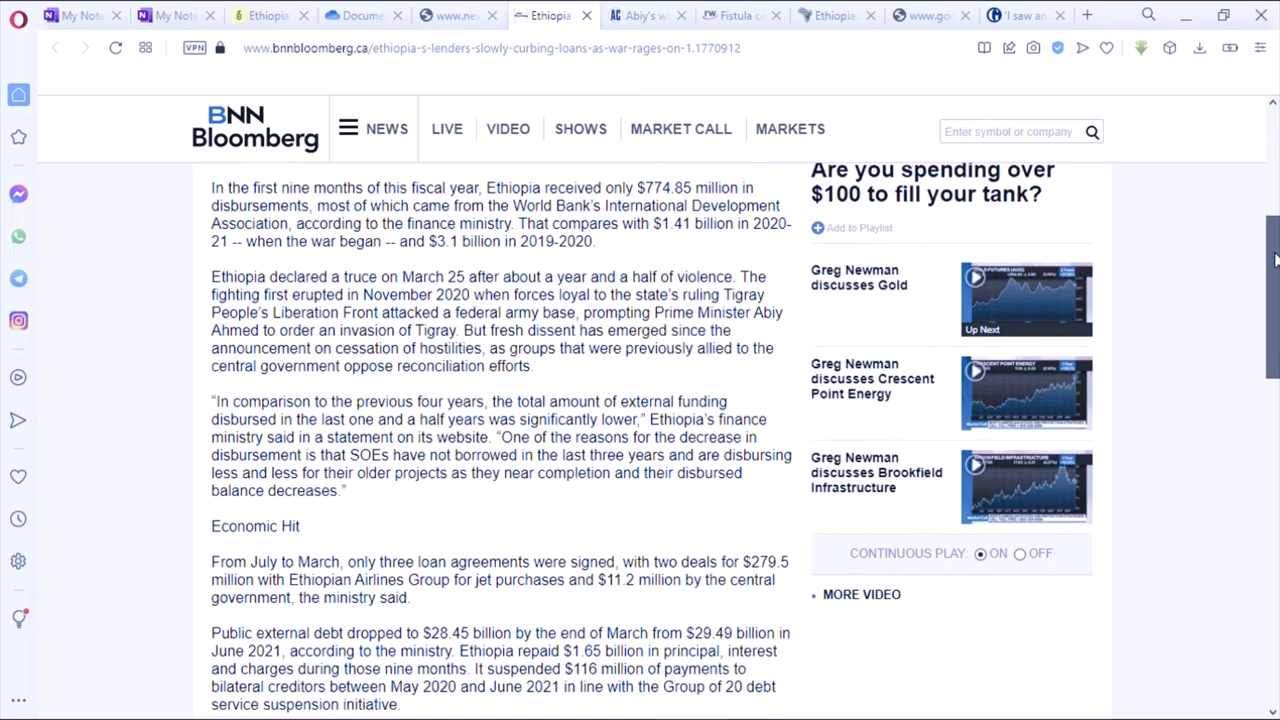 My Note
My Note
Ethiopia
Docume
www.ne
Ethiopia
Abiy's w
Fistula c
Ethiopia
www.go
'I saw an
VPN
www.bnnbloomberg.ca/ethiopia-s-lenders-slowly-curbing-loans-as-war-rages-on-1.1770912
BNN
Bloomberg
NEWS
LIVE
VIDEO
SHOWS
MARKET CALL
MARKETS
Enter symbol or company
In the first nine months of this fiscal year, Ethiopia received only $774.85 million in
disbursements, most of which came from the World Bank's International Development
Association, according to the finance ministry. That compares with $1.41 billion in 2020-
21 -- when the war began -- and $3.1 billion in 2019-2020.
Ethiopia declared a truce on March 25 after about a year and a half of violence. The
fighting first erupted in November 2020 when forces loyal to the state's ruling Tigray
People's Liberation Front attacked a federal army base, prompting Prime Minister Abiy
Ahmed to order an invasion of Tigray. But fresh dissent has emerged since the
announcement on cessation of hostilities, as groups that were previously allied to the
central government oppose reconciliation efforts.
“In comparison to the previous four years, the total amount of external funding
disbursed in the last one and a half years was significantly lower,” Ethiopia's finance
ministry said in a statement on its website. “One of the reasons for the decrease in
disbursement is that SOEs have not borrowed in the last three years and are disbursing
less and less for theirolder projects as they near completion and their disbursed
balance decreases.”
Economic Hit
From July to March, only three loan agreements were signed, with two deals for $279.5
million with Ethiopian Airlines Group for jet purchases and $11.2 million by the central
government, the ministry said.
Public external debt dropped to $28.45 billion by the end of March from $29.49 billion in
June 2021, according to the ministry. Ethiopia repaid $1.65 billion in principal, interest
and charges during those nine months. It suspended $116 million of payments to
bilateral creditors between May 2020 and June 2021 in line with the Group of 20 debt
service suspension initiative.
Are you spending over
$100 to fill your tank?
Add to Playlist
Greg Newman
discusses Gold
Up Next
Greg Newman
discusses Crescent
Point Energy
Greg Newman
discusses Brookfield
Infrastructure
CONTINUOUS PLAY: ON OFF
MORE VIDEO